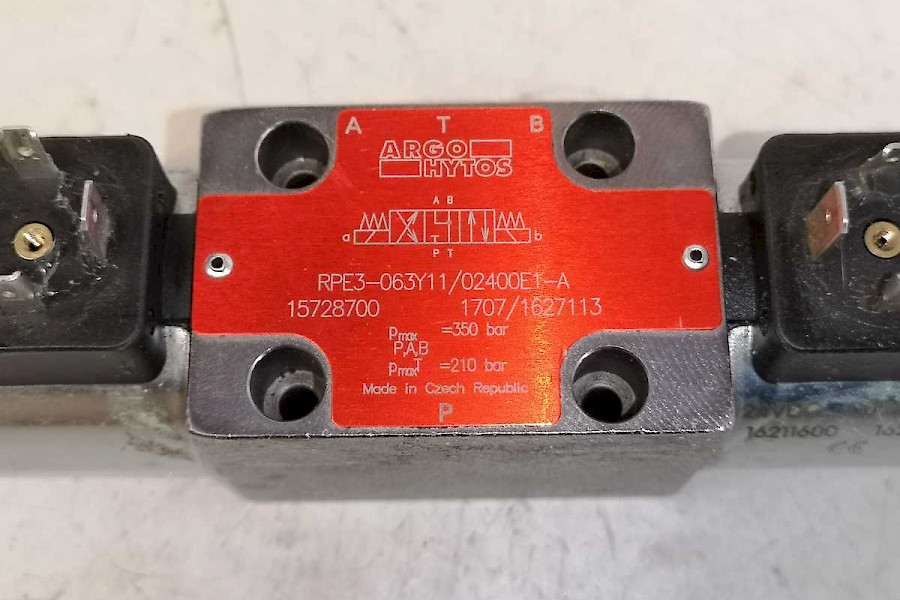 A T B
ARGO
HYTOS
A B
a b
P T
RPE3-063Y11/02400E1-A
15728700 1707/1627113
pmax =350 bar
P,A,B
pmaxT =210 bar
Made in Czech Republic
P
16211600
CE